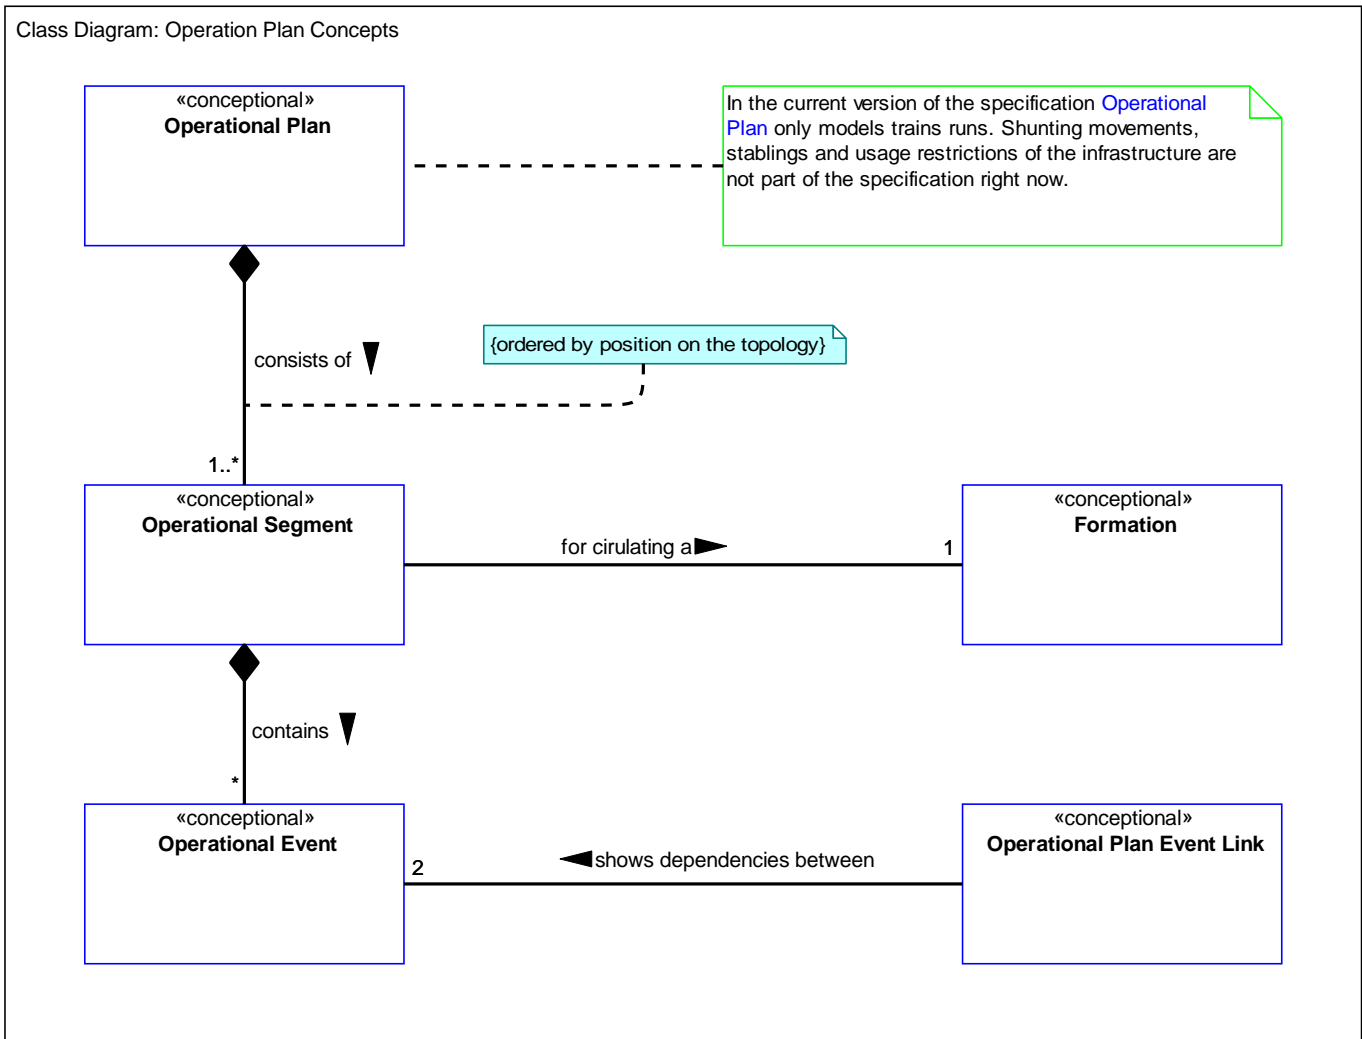 Class Diagram: Operation Plan Concepts
«conceptional»
Operational Plan
In the current version of the specification Operational
Plan only models trains runs. Shunting movements,
stablings and usage restrictions of the infrastructure are
not part of the specification right now.
consists of
{ordered by position on the topology}
1..*
«conceptional»
Operational Segment
for cirulating a
1
«conceptional»
Formation
contains
*
«conceptional»
Operational Event
2
shows dependencies between
«conceptional»
Operational Plan Event Link